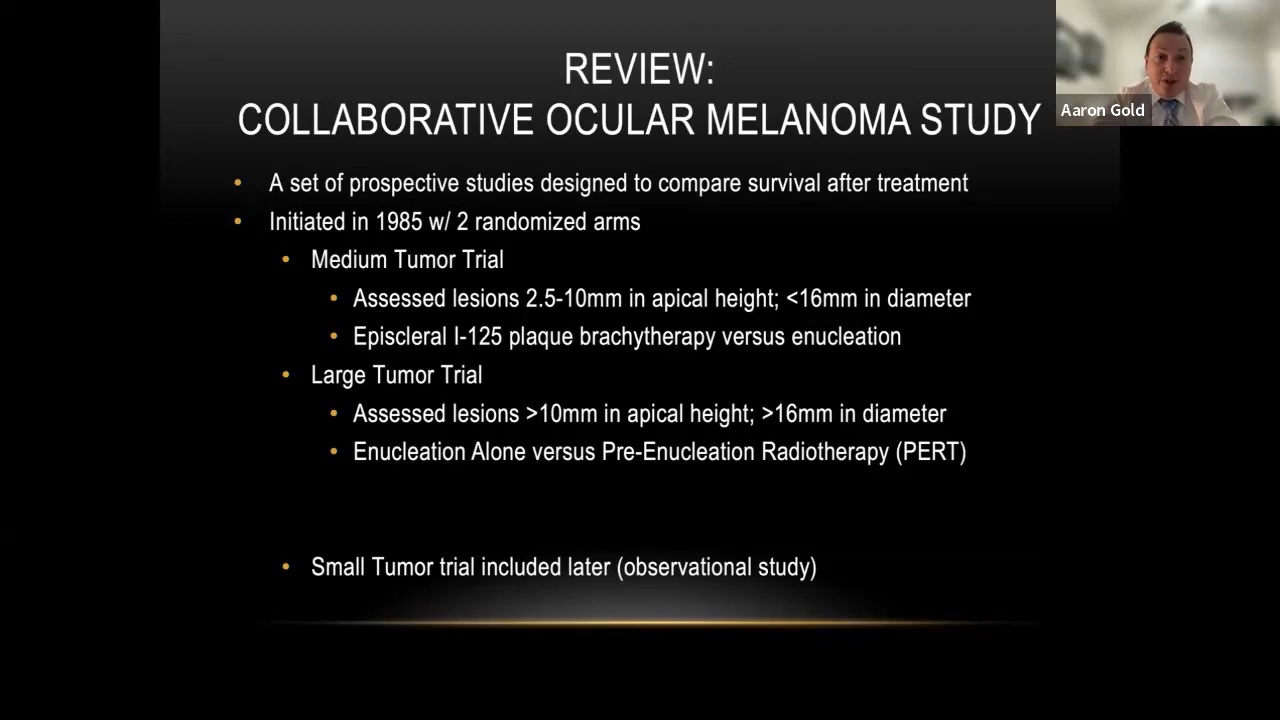 REVIEW:
COLLABORATIVE OCULAR MELANOMA STUDY
Aaron Gold
• A set of prospective studies designed to compare survival after treatment
• Initiated in 1985 w/ 2 randomized arms
• Medium Tumor Trial
• Assessed lesions 2.5-10mm in apical height; <16mm in diameter
• Episcleral I-125 plaque brachytherapy versus enucleation
• Large Tumor Trial
• Assessed lesions >10mm in apical height; >16mm in diameter
• Enucleation Alone versus Pre-Enucleation Radiotherapy (PERT)
• Small Tumor trial included later (observational study)